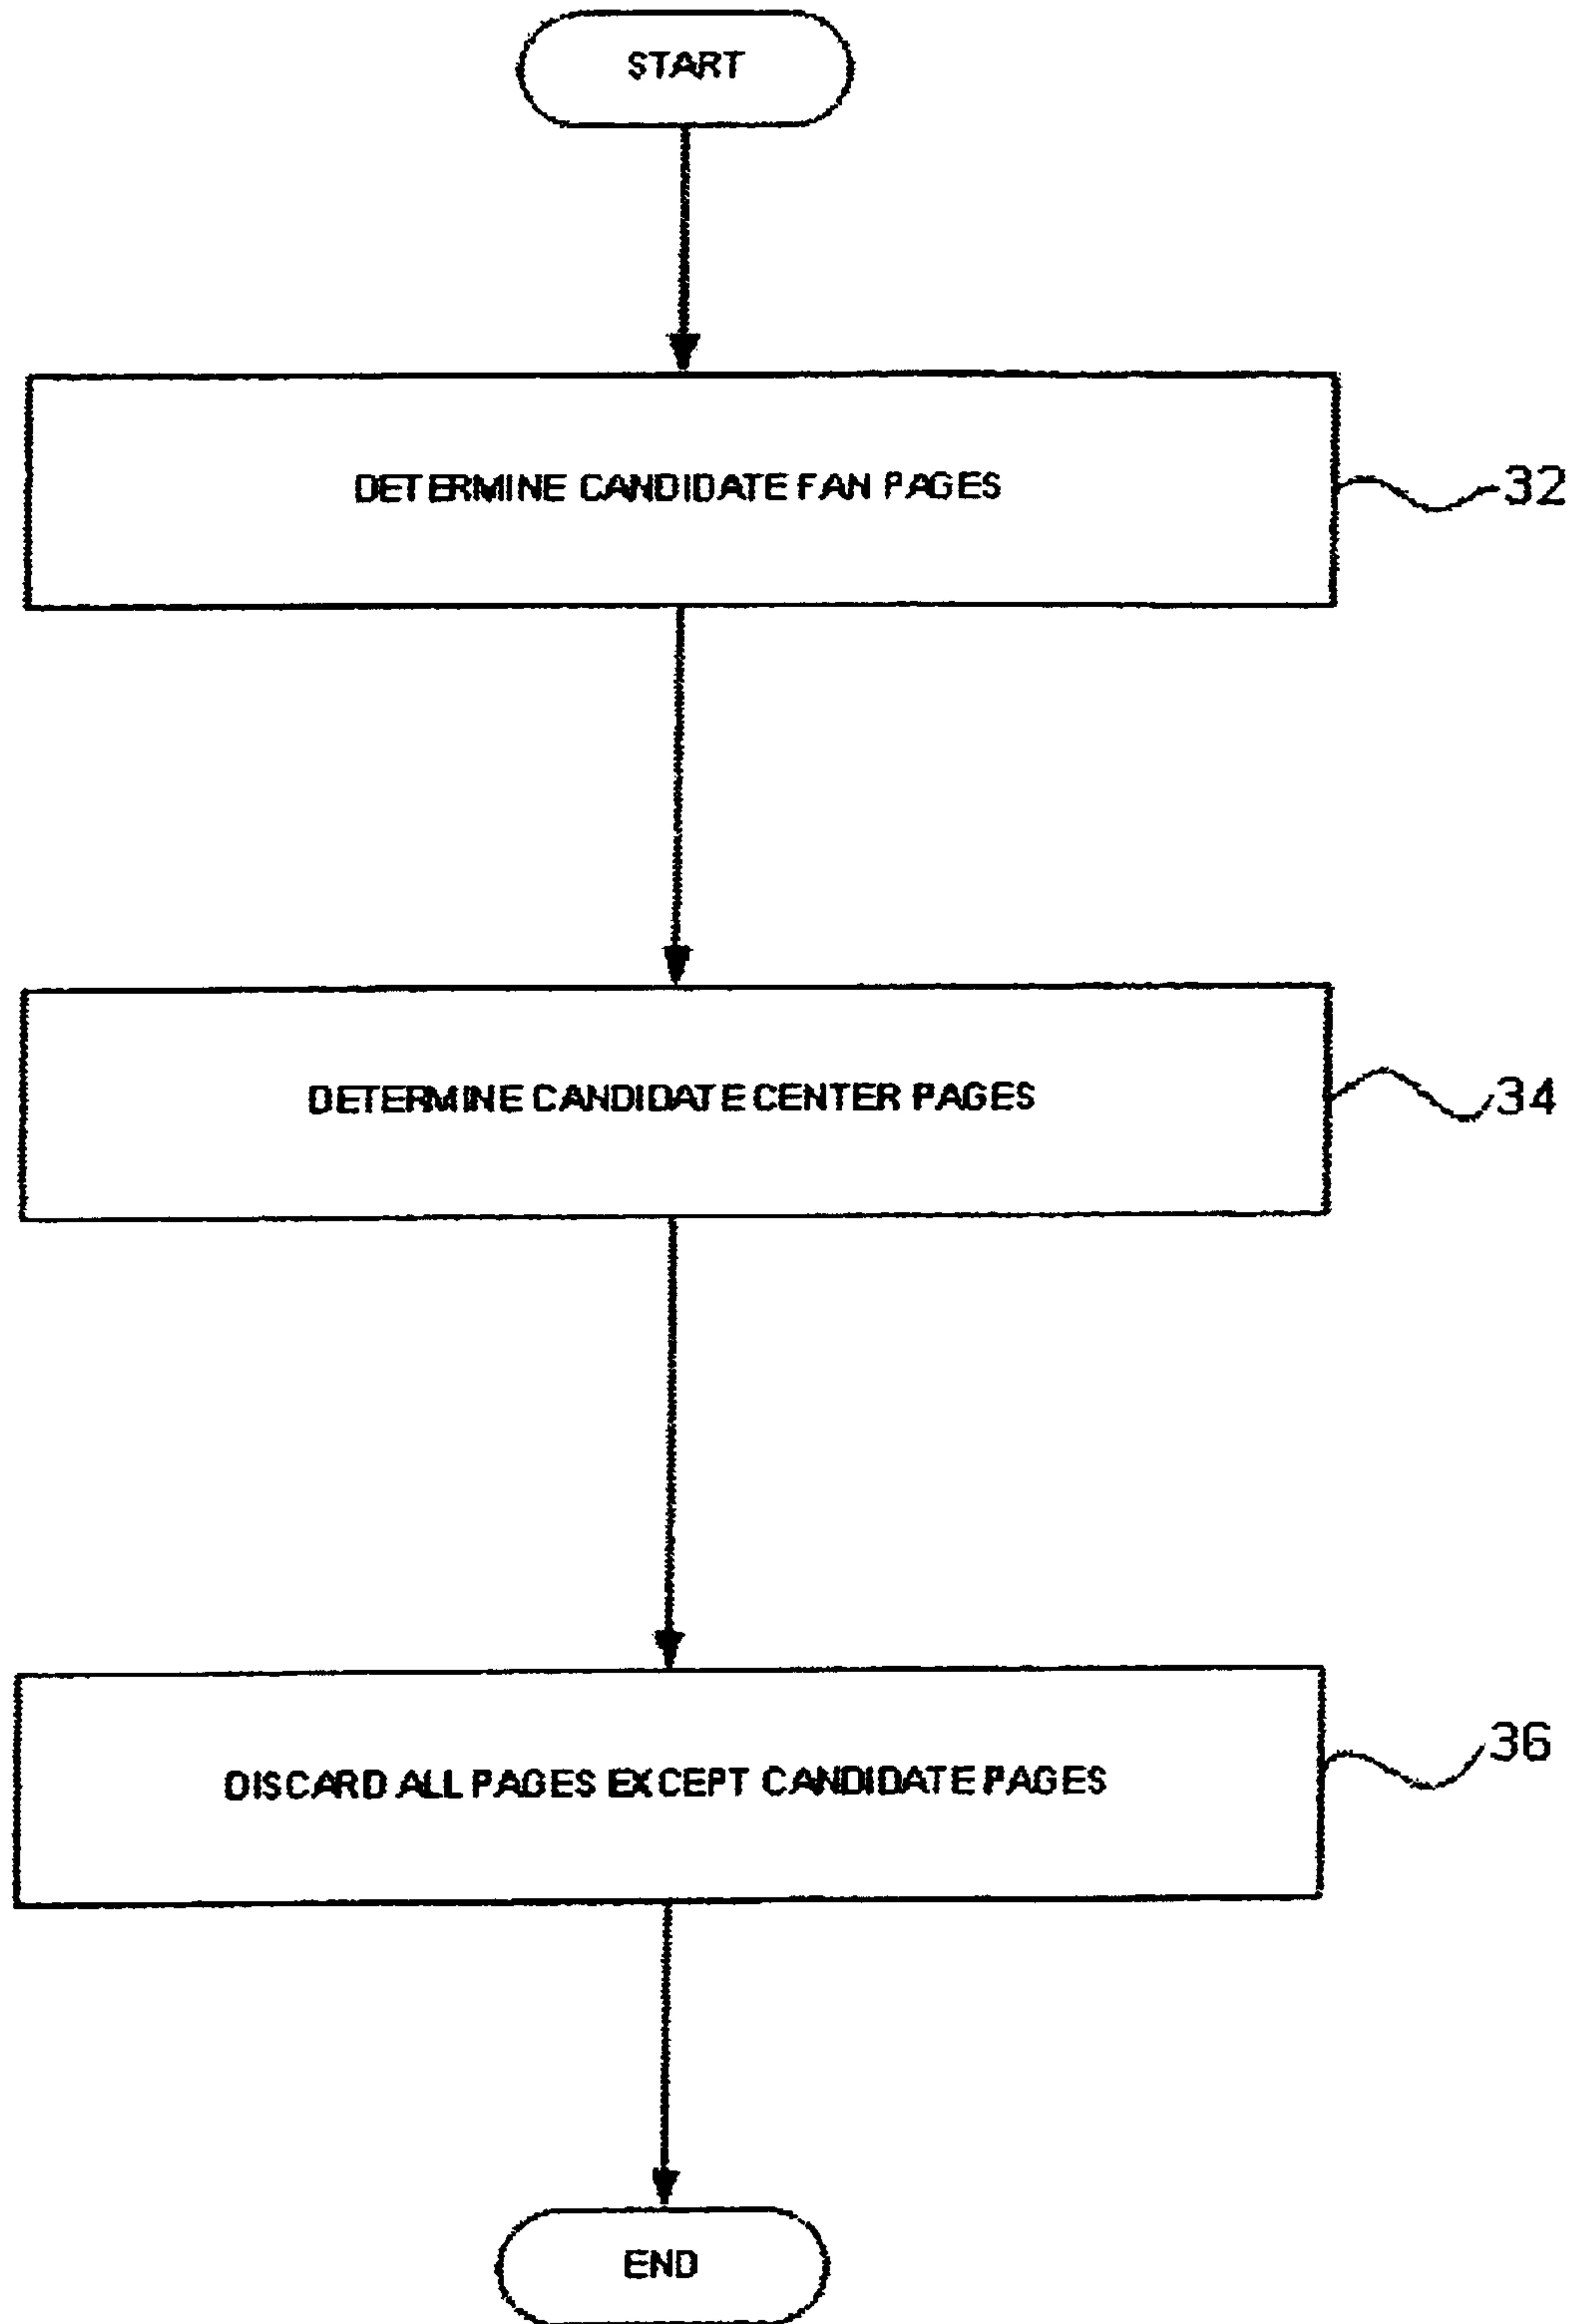 START
DETERMINE CANDIDATE FAN PAGES
32
DETERMINE CANDIDATE CENTER PAGES
34
DISCARD ALL PAGES EXCEPT CANDIDATE PAGES
36
END